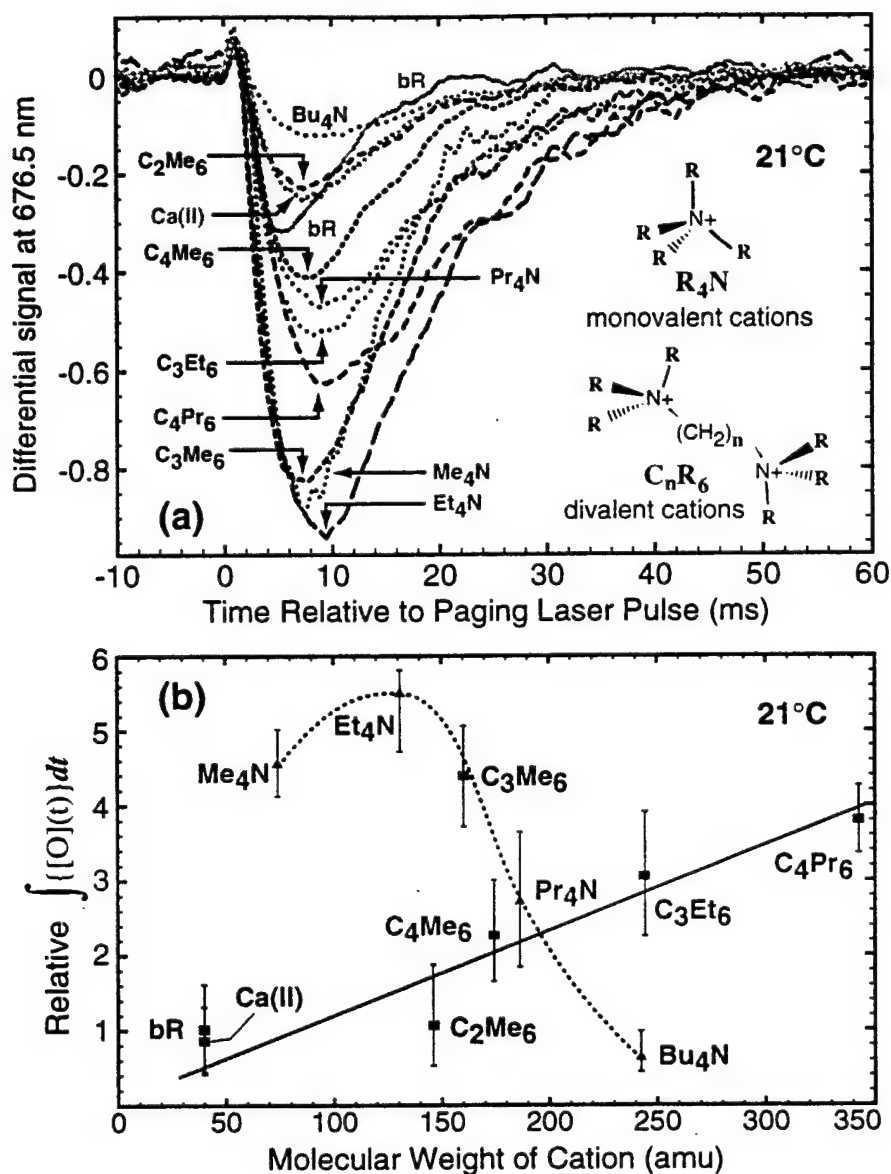 Differential signal at 676.5 nm
0
-0.2
-0.4
-0.6
-0.8
bR
Bu4N
C2Me6
Ca(II)
bR
C4Me6
Pr4N
C3Et6
C4Pr6
C3Me6
Me4N
Et4N
(a)
21°C
R
R
R
R
N+
R4N
monovalent cations
R
R
R
N+
(CH2)n
N+
R
R
R
CnR6
divalent cations
-10 0 10 20 30 40 50 60
Time Relative to Paging Laser Pulse (ms)
Relative ∫{[O](t)}dt
6
5
4
3
2
1
(b)
21°C
Et4N
Me4N
C3Me6
Pr4N
C4Me6
C3Et6
C4Pr6
Ca(II)
bR
C2Me6
Bu4N
0 50 100 150 200 250 300 350
Molecular Weight of Cation (amu)